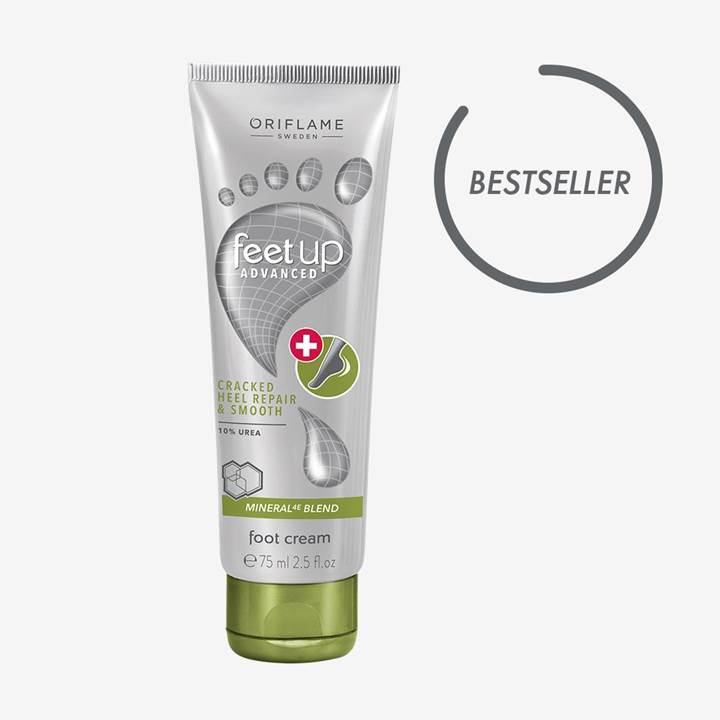 ORIFLAME
SWEDEN
feet up
ADVANCED
CRACKED
HEEL REPAIR
& SMOOTH
10% UREA
MINERAL⁴ᴱ BLEND
foot cream
℮ 75 ml 2.5 fl.oz
BESTSELLER